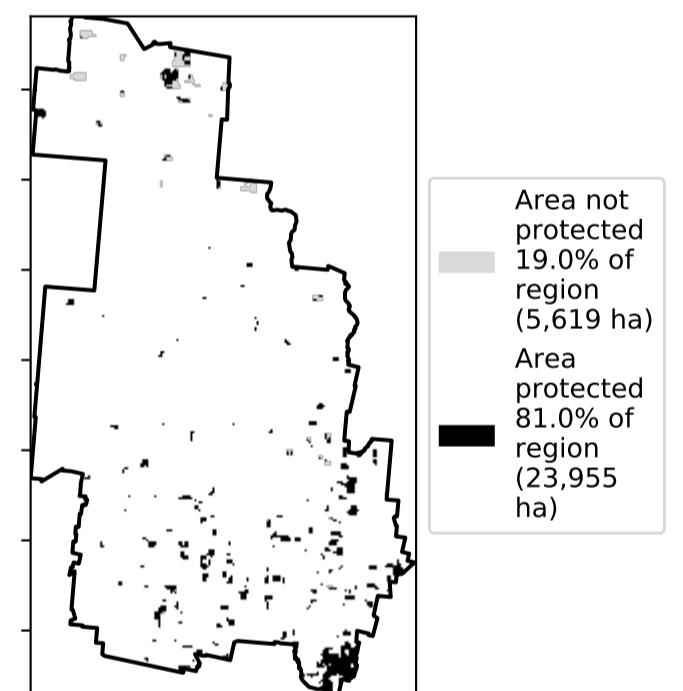 Area not
protected
19.0% of
region
(5,619 ha)
Area
protected
81.0% of
region
(23,955
ha)